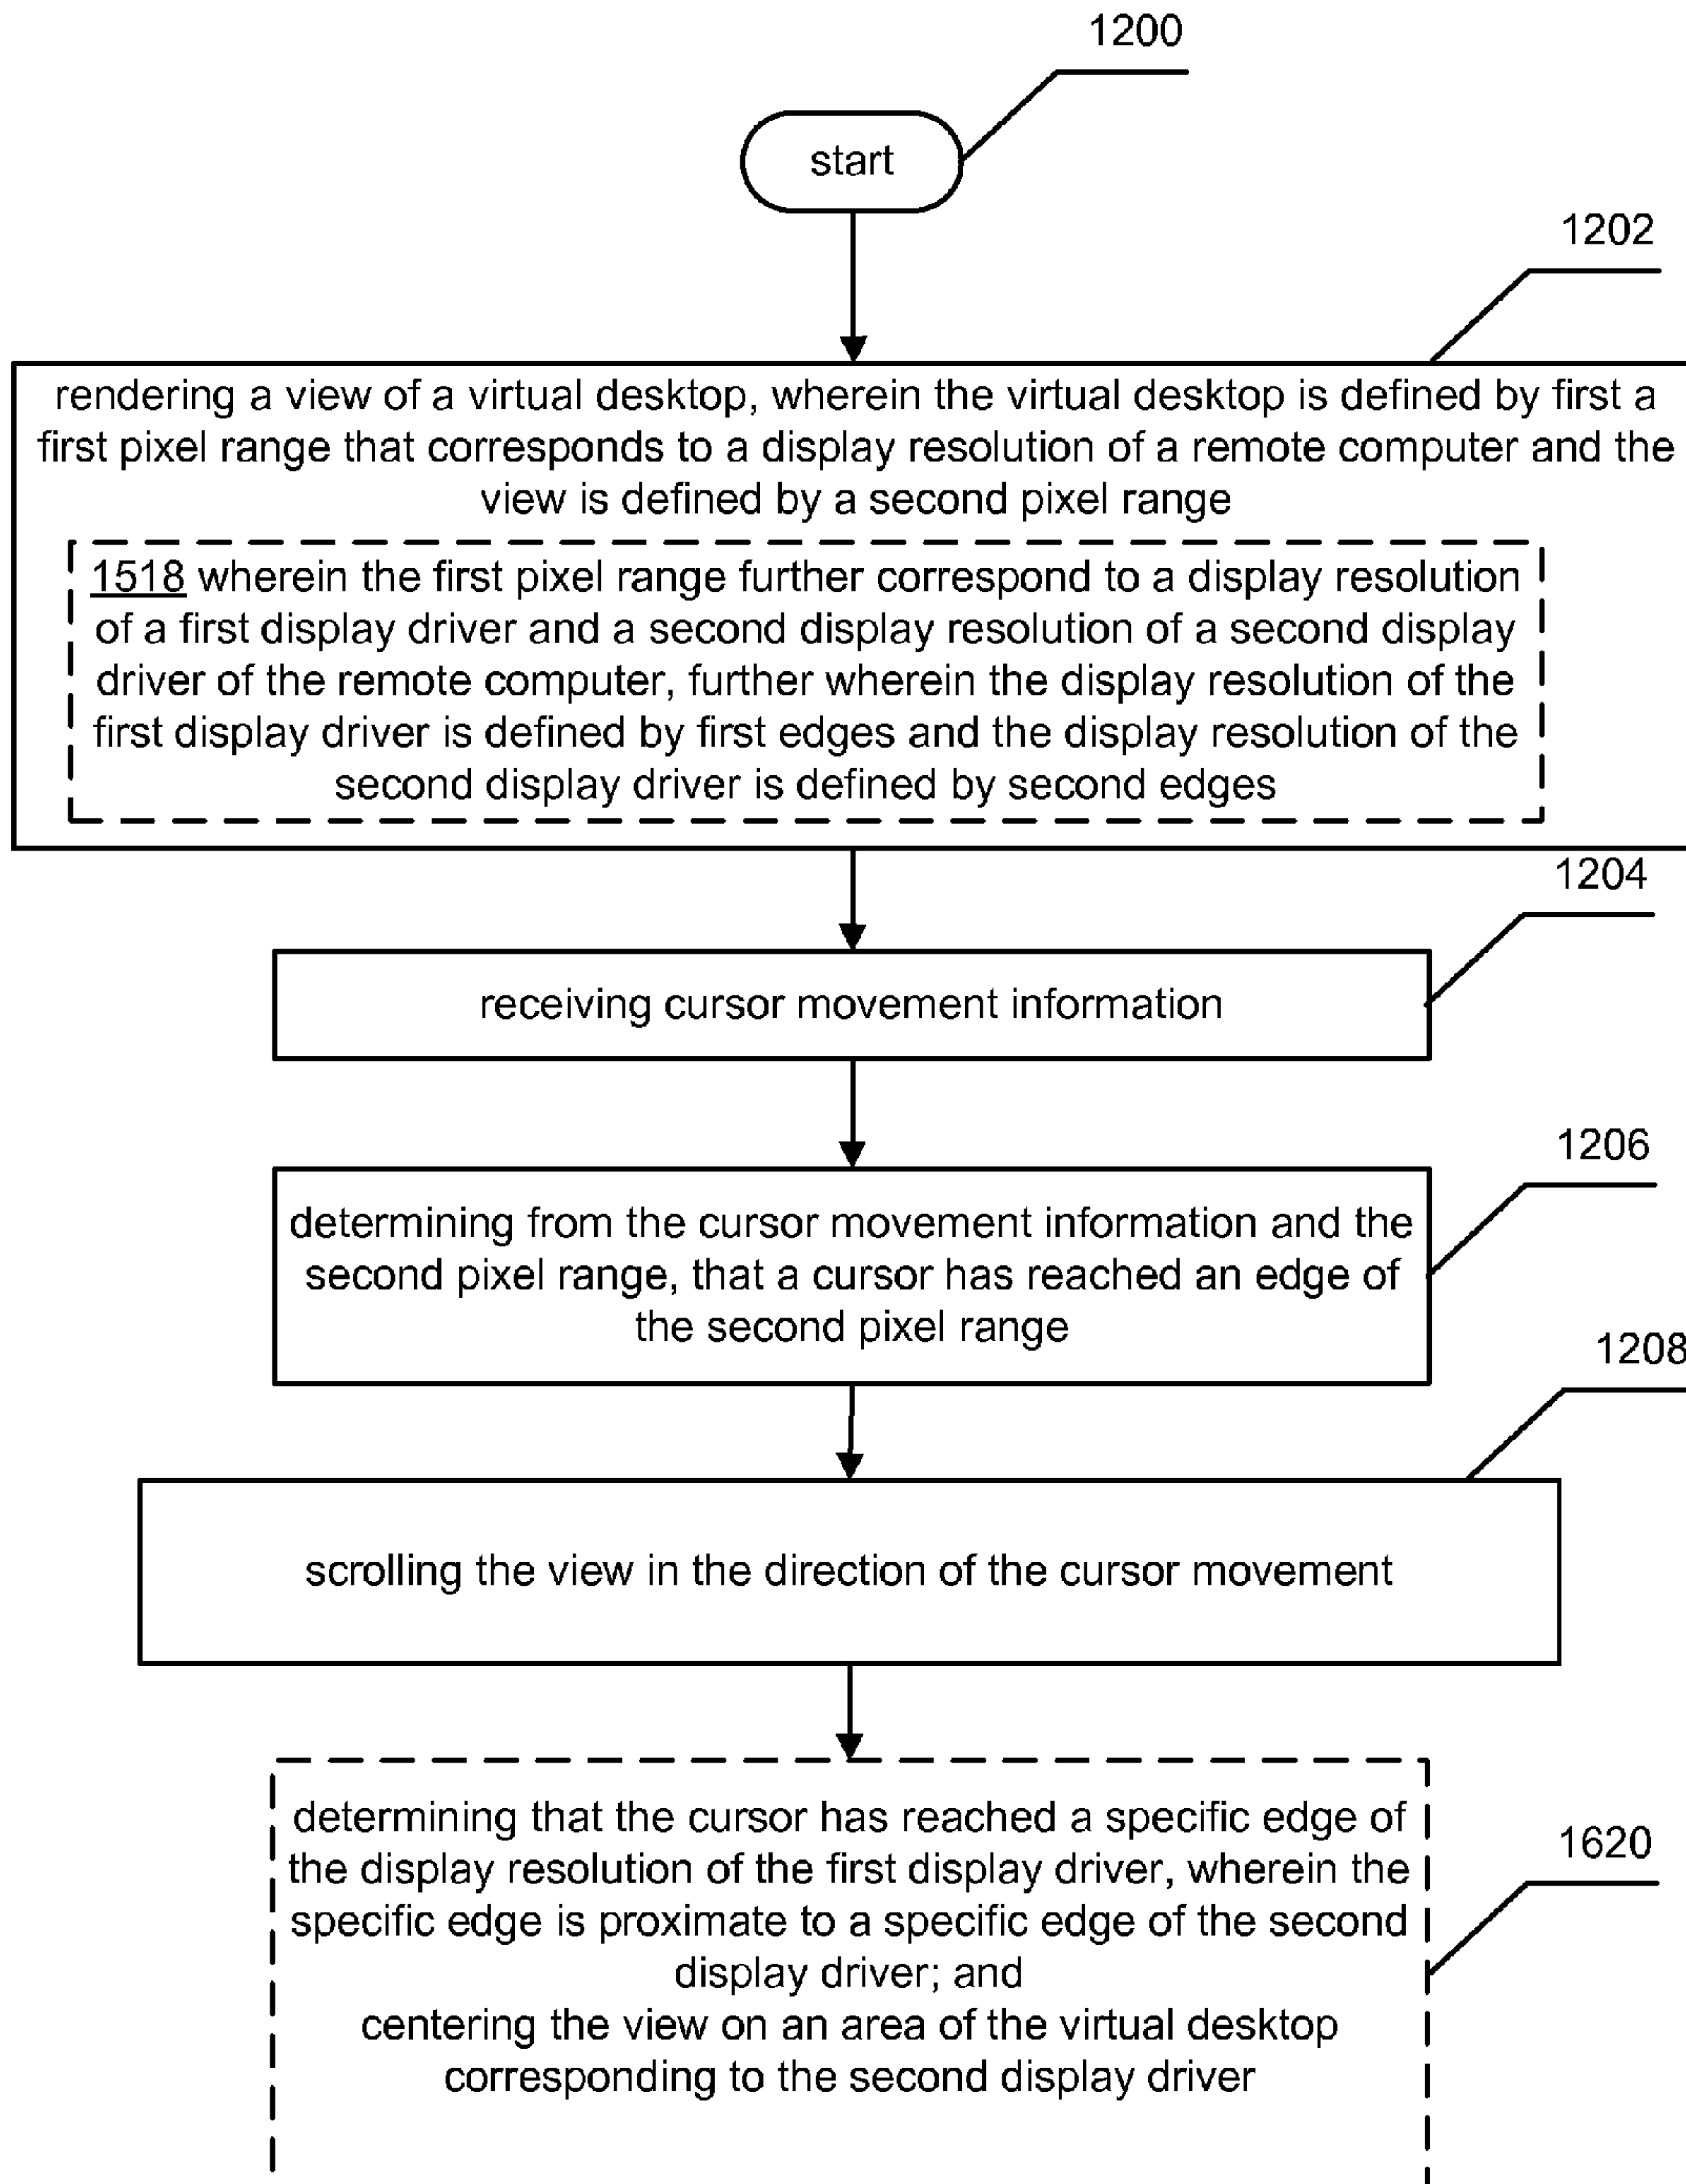 1200
start
1202
rendering a view of a virtual desktop, wherein the virtual desktop is defined by first a
first pixel range that corresponds to a display resolution of a remote computer and the
view is defined by a second pixel range
1518 wherein the first pixel range further correspond to a display resolution
of a first display driver and a second display resolution of a second display
driver of the remote computer, further wherein the display resolution of the
first display driver is defined by first edges and the display resolution of the
second display driver is defined by second edges
1204
receiving cursor movement information
1206
determining from the cursor movement information and the
second pixel range, that a cursor has reached an edge of
the second pixel range
1208
scrolling the view in the direction of the cursor movement
determining that the cursor has reached a specific edge of
the display resolution of the first display driver, wherein the
specific edge is proximate to a specific edge of the second
display driver; and
centering the view on an area of the virtual desktop
corresponding to the second display driver
1620